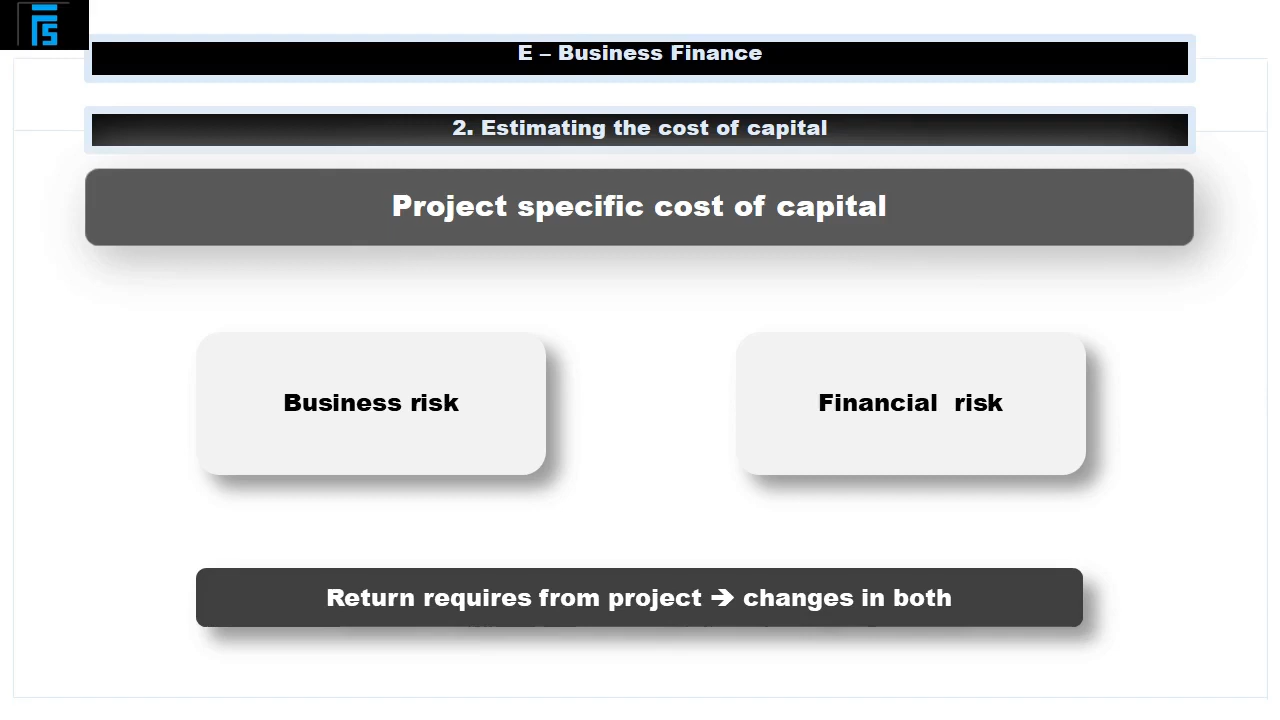 E – Business Finance
2. Estimating the cost of capital
Project specific cost of capital
Business risk
Financial risk
Return requires from project ➔ changes in both